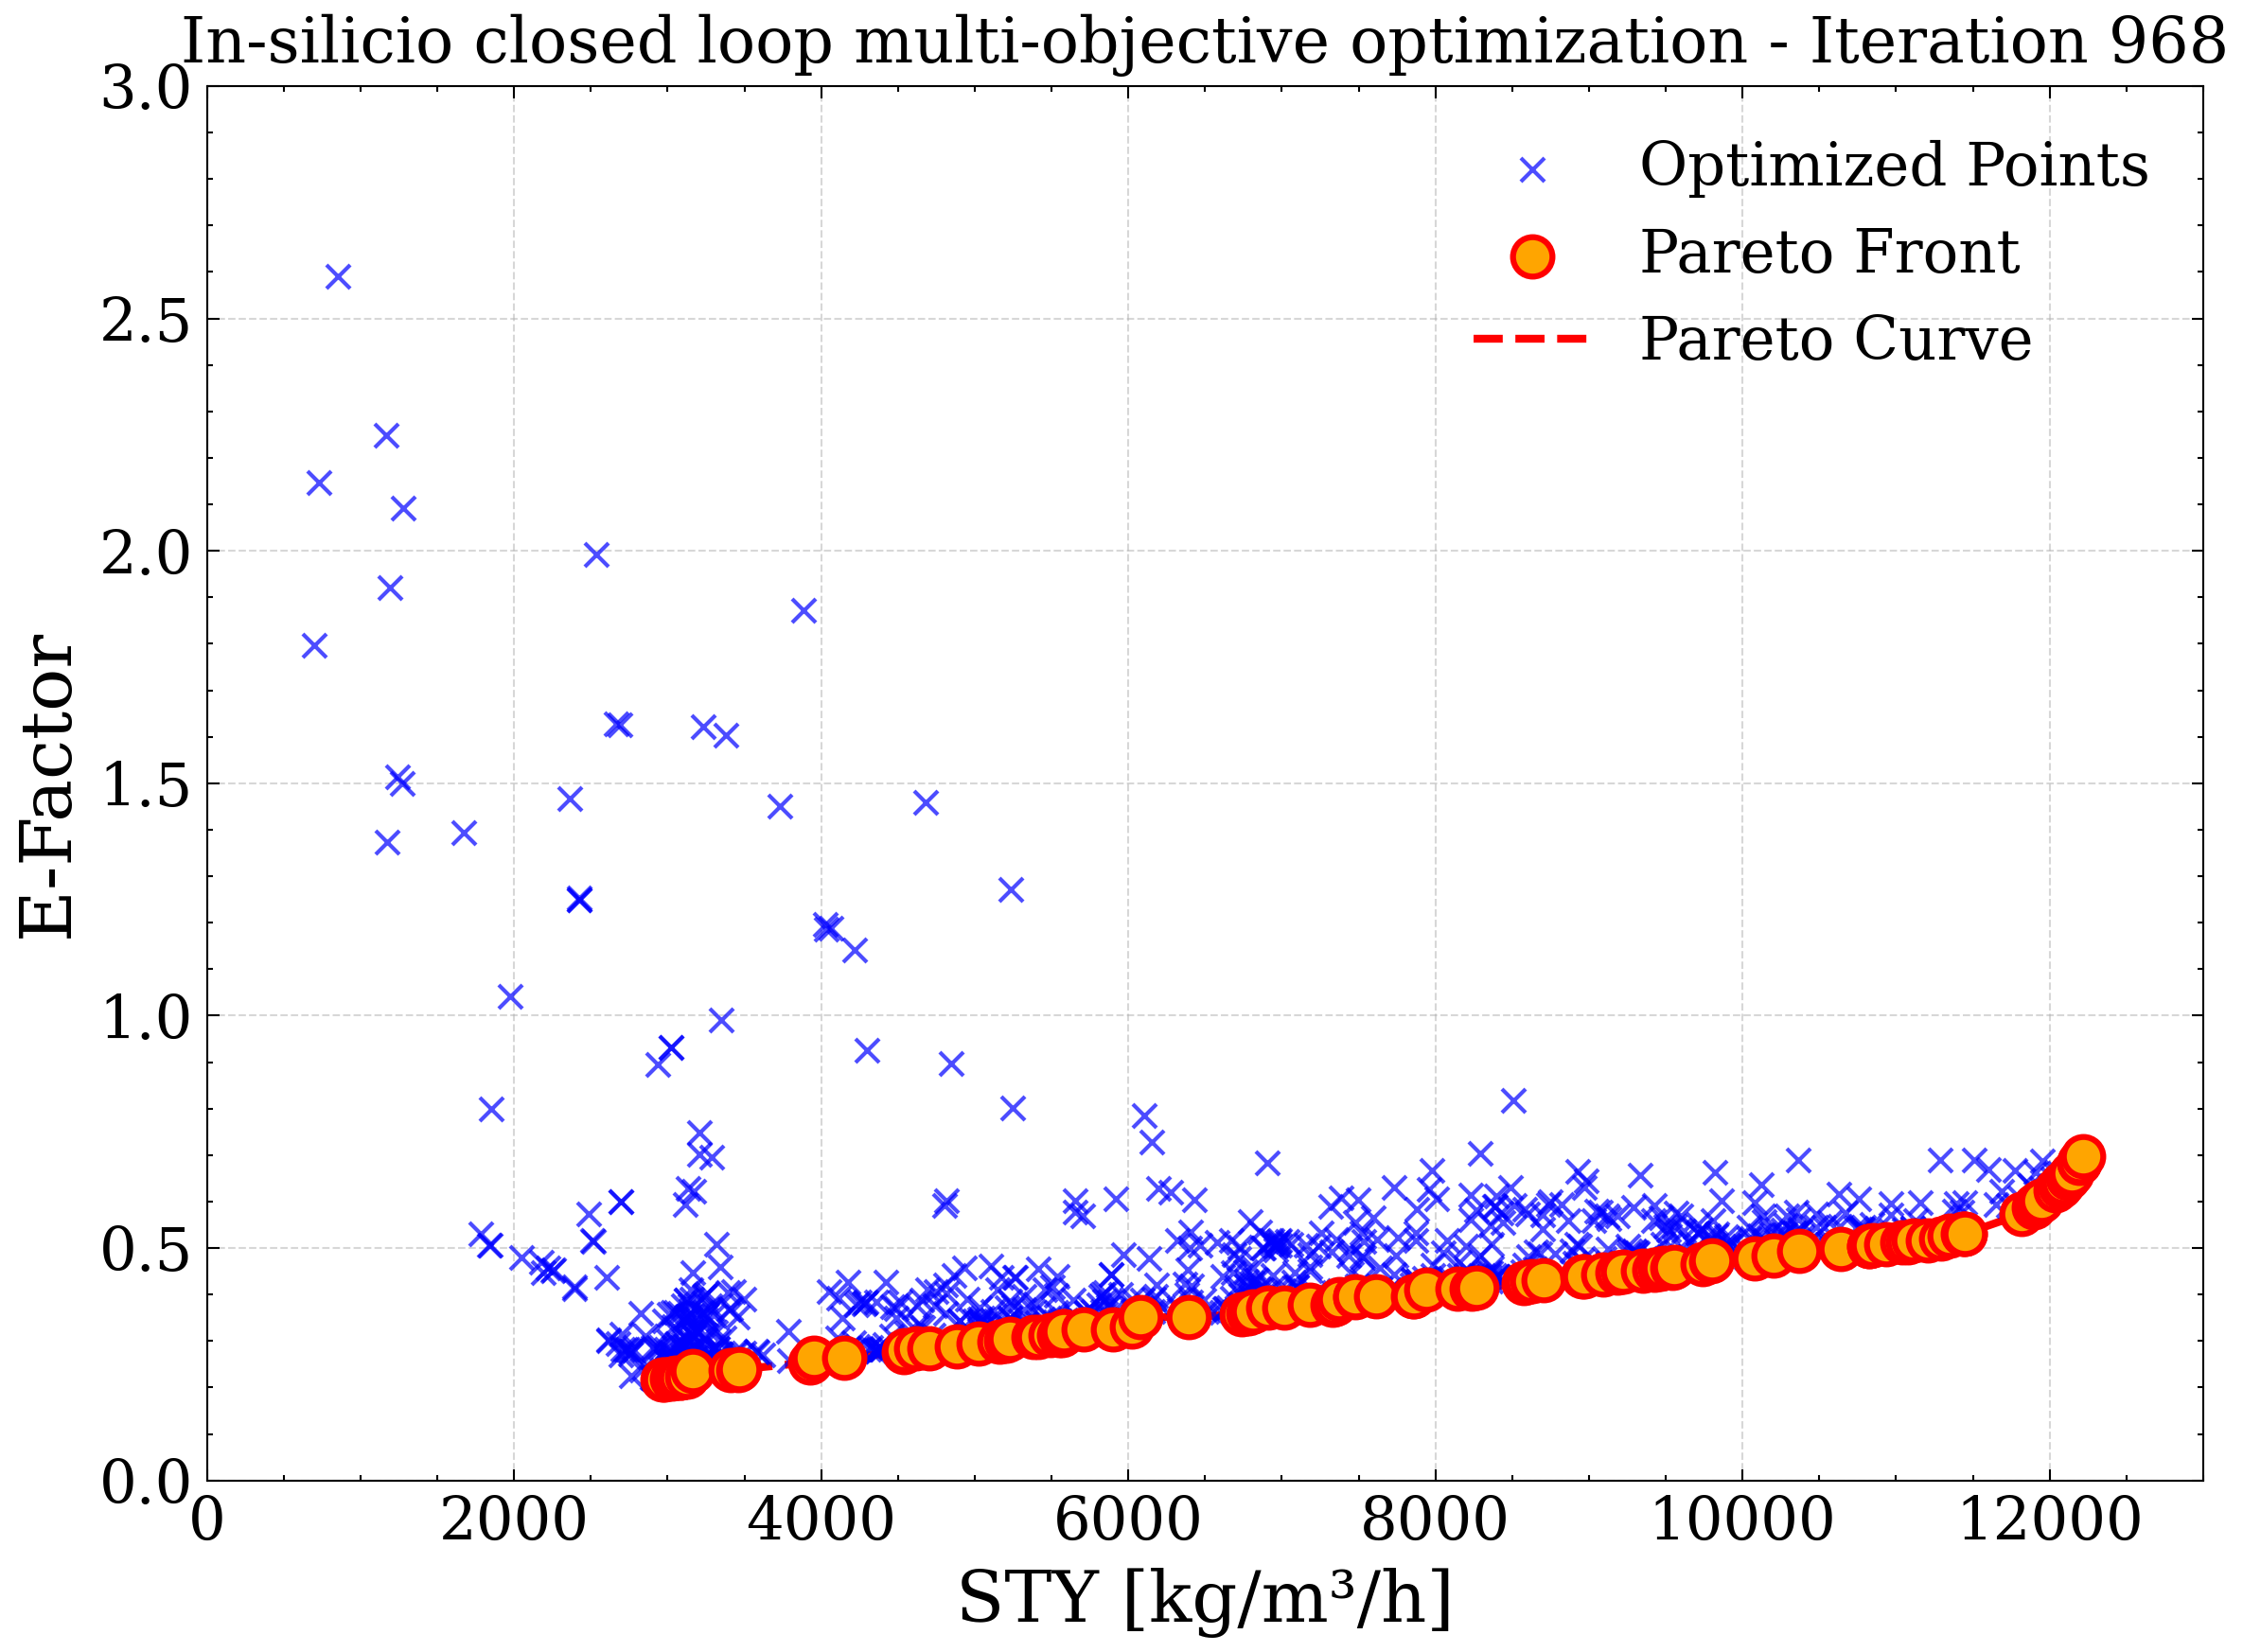 In-silicio closed loop multi-objective optimization - Iteration 968
3.0
2.5
2.0
1.5
1.0
0.5
0.0
E-Factor
Optimized Points
Pareto Front
Pareto Curve
0 2000 4000 6000 8000 10000 12000
STY [kg/m³/h]